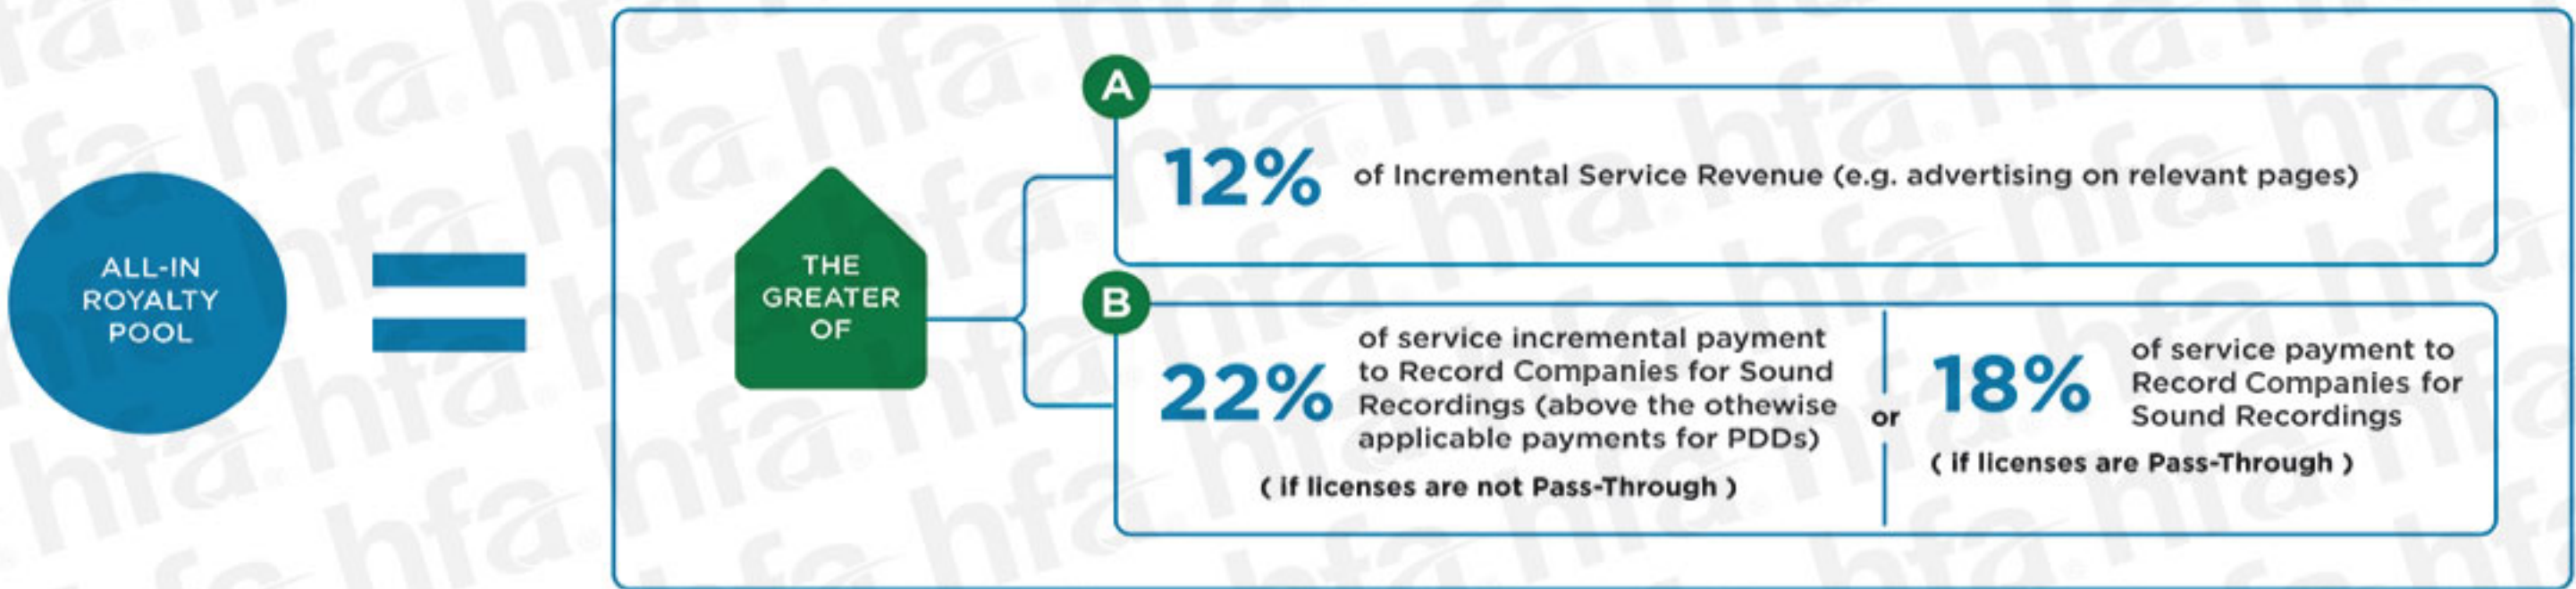 ALL-IN
ROYALTY
POOL
THE
GREATER
OF
A
12% of Incremental Service Revenue (e.g. advertising on relevant pages)
B
22%
of service incremental payment
to Record Companies for Sound
Recordings (above the othewise
applicable payments for PDDs)
( if licenses are not Pass-Through )
or
18%
of service payment to
Record Companies for
Sound Recordings
( if licenses are Pass-Through )
hfa